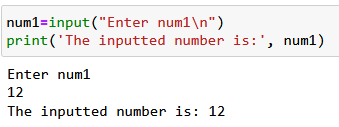 num1=input("Enter num1\n")
print('The inputted number is:', num1)
Enter num1
12
The inputted number is: 12